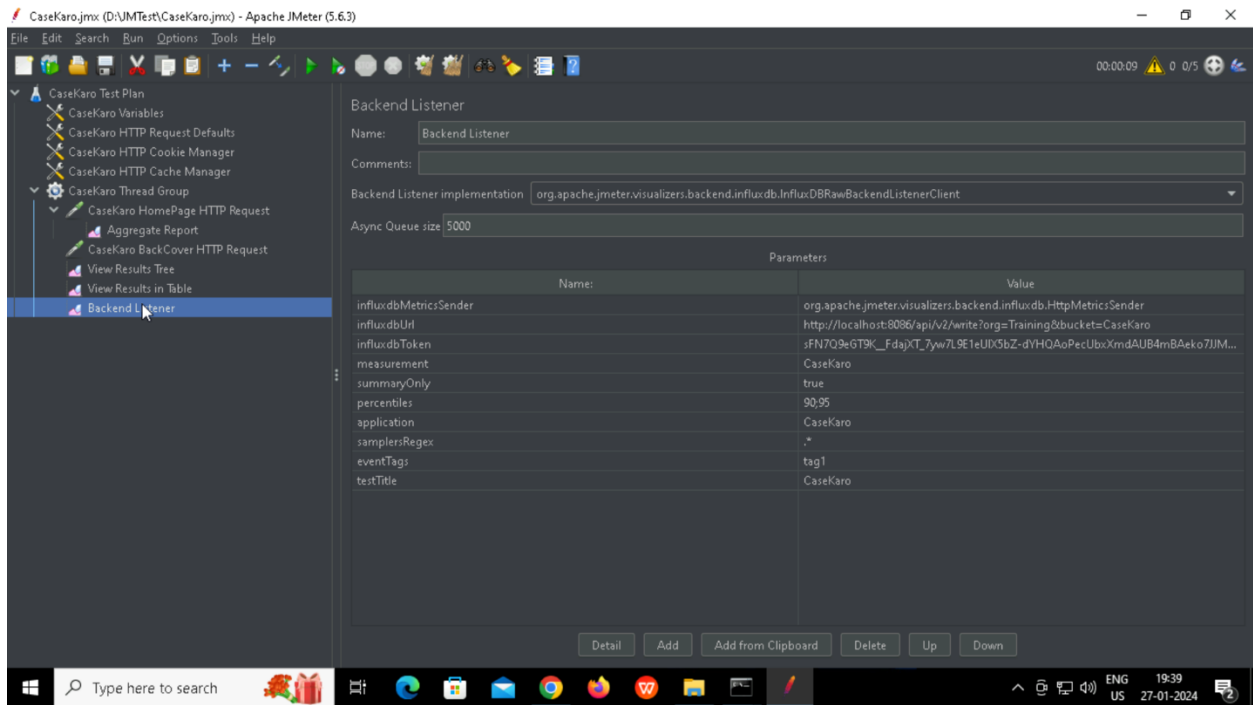 CaseKaro.jmx (D:\JMTest\CaseKaro.jmx) - Apache JMeter (5.6.3)
File Edit Search Run Options Tools Help
00:00:09 0 0/5
CaseKaro Test Plan
CaseKaro Variables
CaseKaro HTTP Request Defaults
CaseKaro HTTP Cookie Manager
CaseKaro HTTP Cache Manager
CaseKaro Thread Group
CaseKaro HomePage HTTP Request
Aggregate Report
CaseKaro BackCover HTTP Request
View Results Tree
View Results in Table
Backend Listener
Backend Listener
Name: Backend Listener
Comments:
Backend Listener implementation org.apache.jmeter.visualizers.backend.influxdb.InfluxDBRawBackendListenerClient
Async Queue size 5000
Parameters
Name: Value
influxdbMetricsSender org.apache.jmeter.visualizers.backend.influxdb.HttpMetricsSender
influxdbUrl http://localhost:8086/api/v2/write?org=Training&bucket=CaseKaro
influxdbToken
measurement CaseKaro
summaryOnly true
percentiles 90;95
application CaseKaro
samplersRegex .*
eventTags tag1
testTitle CaseKaro
Detail Add Add from Clipboard Delete Up Down
Type here to search
ENG 19:39
US 27-01-2024
2